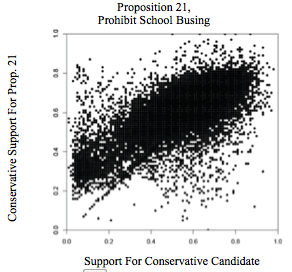 Proposition 21,
Prohibit School Busing
Conservative Support For Prop. 21
1.0
0.8
0.6
0.4
0.2
0.0
0.0 0.2 0.4 0.6 0.8 1.0
Support For Conservative Candidate